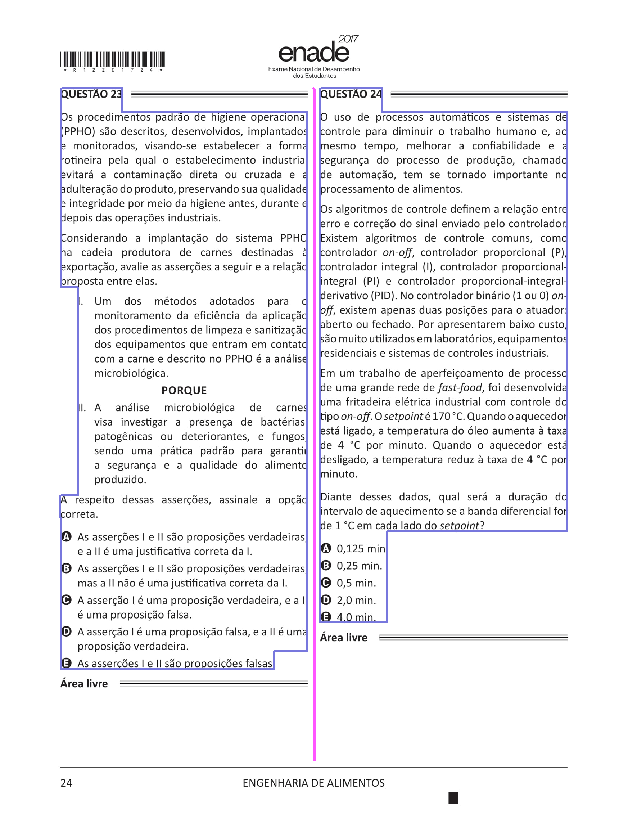 *R1220172​4*
enade
2017
Exame Nacional de Desempenho
dos Estudantes
QUESTÃO 23
Os procedimentos padrão de higiene operacional
(PPHO) são descritos, desenvolvidos, implantados
e monitorados, visando-se estabelecer a forma
rotineira pela qual o estabelecimento industrial
evitará a contaminação direta ou cruzada e a
adulteração do produto, preservando sua qualidade
e integridade por meio da higiene antes, durante e
depois das operações industriais.
Considerando a implantação do sistema PPHO
na cadeia produtora de carnes destinadas à
exportação, avalie as asserções a seguir e a relação
proposta entre elas.
I. Um dos métodos adotados para o
monitoramento da eficiência da aplicação
dos procedimentos de limpeza e sanitização
dos equipamentos que entram em contato
com a carne e descrito no PPHO é a análise
microbiológica.
PORQUE
II. A análise microbiológica de carnes
visa investigar a presença de bactérias
patogênicas ou deteriorantes, e fungos,
sendo uma prática padrão para garantir
a segurança e a qualidade do alimento
produzido.
A respeito dessas asserções, assinale a opção
correta.
A As asserções I e II são proposições verdadeiras,
e a II é uma justificativa correta da I.
B As asserções I e II são proposições verdadeiras,
mas a II não é uma justificativa correta da I.
C A asserção I é uma proposição verdadeira, e a II
é uma proposição falsa.
D A asserção I é uma proposição falsa, e a II é uma
proposição verdadeira.
E As asserções I e II são proposições falsas.
Área livre
QUESTÃO 24
O uso de processos automáticos e sistemas de
controle para diminuir o trabalho humano e, ao
mesmo tempo, melhorar a confiabilidade e a
segurança do processo de produção, chamado
de automação, tem se tornado importante no
processamento de alimentos.
Os algoritmos de controle definem a relação entre
erro e correção do sinal enviado pelo controlador.
Existem algoritmos de controle comuns, como
controlador on-off, controlador proporcional (P),
controlador integral (I), controlador proporcional-
integral (PI) e controlador proporcional-integral-
derivativo (PID). No controlador binário (1 ou 0) on-
off, existem apenas duas posições para o atuador:
aberto ou fechado. Por apresentarem baixo custo,
são muito utilizados em laboratórios, equipamentos
residenciais e sistemas de controles industriais.
Em um trabalho de aperfeiçoamento de processo
de uma grande rede de fast-food, foi desenvolvida
uma fritadeira elétrica industrial com controle do
tipo on-off. O setpoint é 170 °C. Quando o aquecedor
está ligado, a temperatura do óleo aumenta à taxa
de 4 °C por minuto. Quando o aquecedor está
desligado, a temperatura reduz à taxa de 4 °C por
minuto.
Diante desses dados, qual será a duração do
intervalo de aquecimento se a banda diferencial for
de 1 °C em cada lado do setpoint?
A 0,125 min.
B 0,25 min.
C 0,5 min.
D 2,0 min.
E 4,0 min.
Área livre
24
ENGENHARIA DE ALIMENTOS